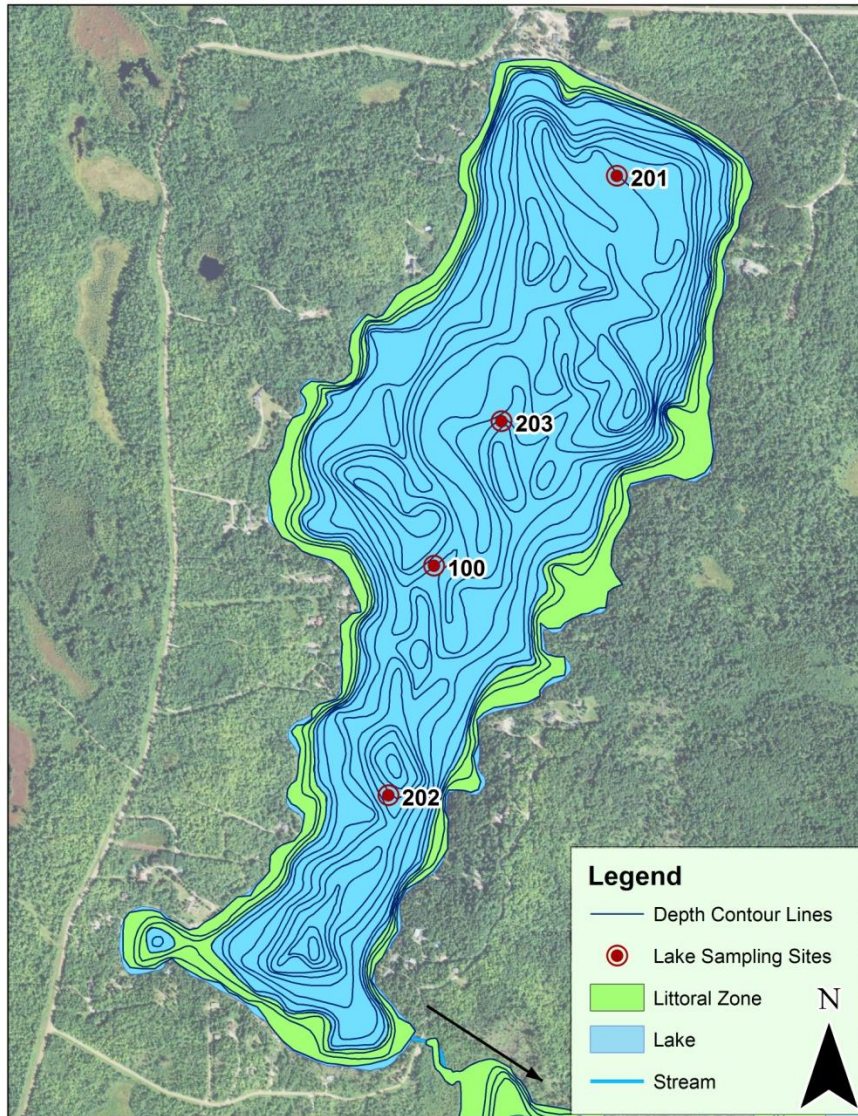 201
203
100
202
Legend
Depth Contour Lines
Lake Sampling Sites
Littoral Zone
Lake
Stream
N